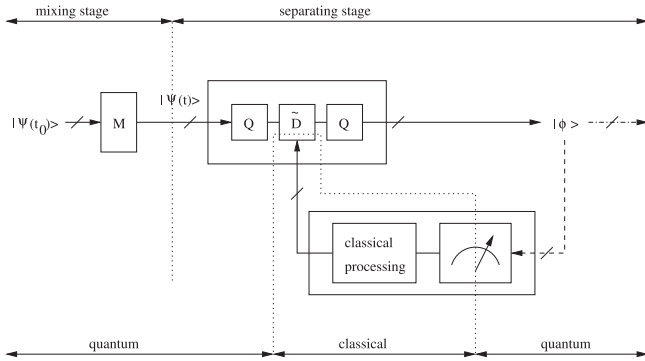 mixing stage separating stage
|Ψ(t)>
|Ψ(t₀)> M Q D̃ Q |ϕ>
classical
processing
quantum classical quantum